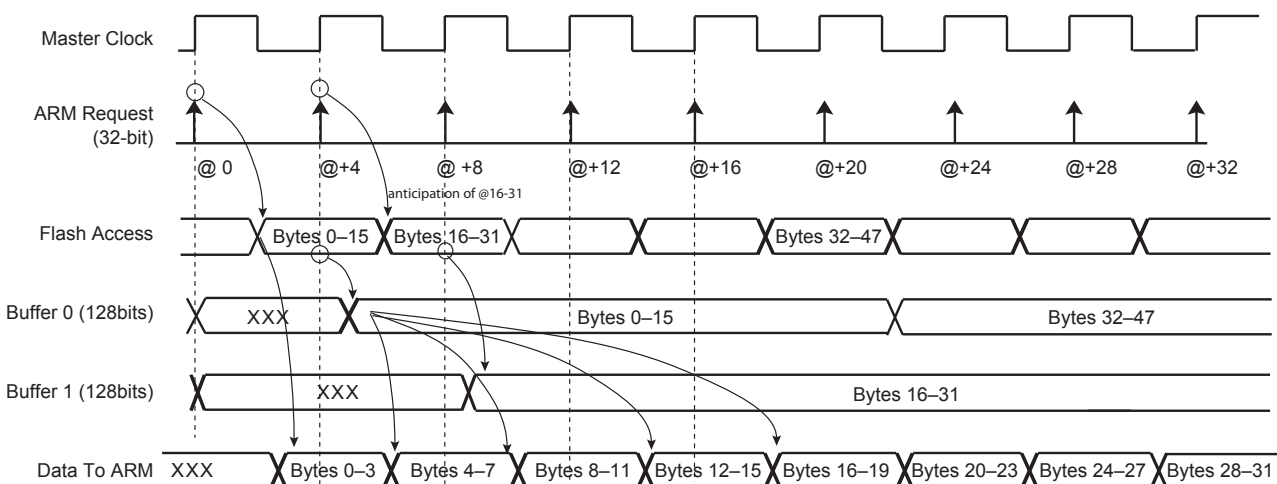 Master Clock
ARM Request
(32-bit)
@ 0 @+4 @ +8 @+12 @+16 @+20 @+24 @+28 @+32
anticipation of @16-31
Flash Access Bytes 0–15 Bytes 16–31 Bytes 32–47
Buffer 0 (128bits) XXX Bytes 0–15 Bytes 32–47
Buffer 1 (128bits) XXX Bytes 16–31
Data To ARM XXX Bytes 0–3 Bytes 4–7 Bytes 8–11 Bytes 12–15 Bytes 16–19 Bytes 20–23 Bytes 24–27 Bytes 28–31